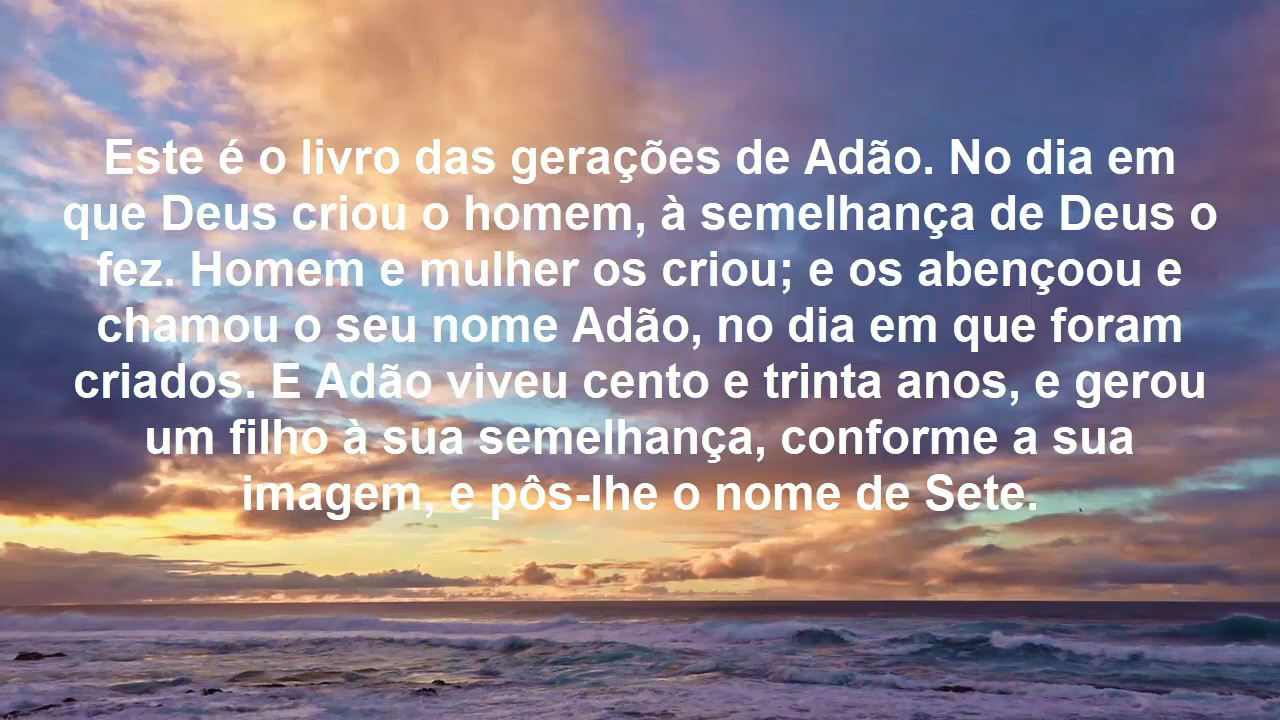 Este é o livro das gerações de Adão. No dia em
que Deus criou o homem, à semelhança de Deus o
fez. Homem e mulher os criou; e os abençoou e
chamou o seu nome Adão, no dia em que foram
criados. E Adão viveu cento e trinta anos, e gerou
um filho à sua semelhança, conforme a sua
imagem, e pôs-lhe o nome de Sete.